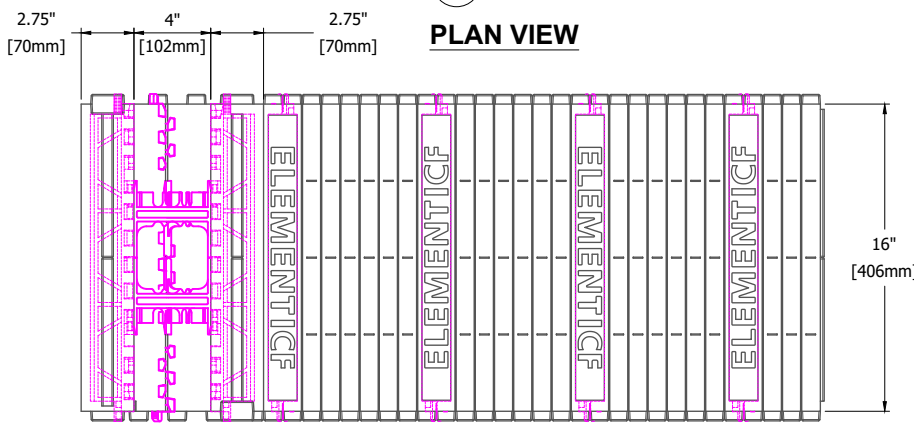 2.75"
[70mm]
4"
[102mm]
2.75"
[70mm]
PLAN VIEW
ELEMENTICF
ELEMENTICF
ELEMENTICF
ELEMENTICF
16"
[406mm]